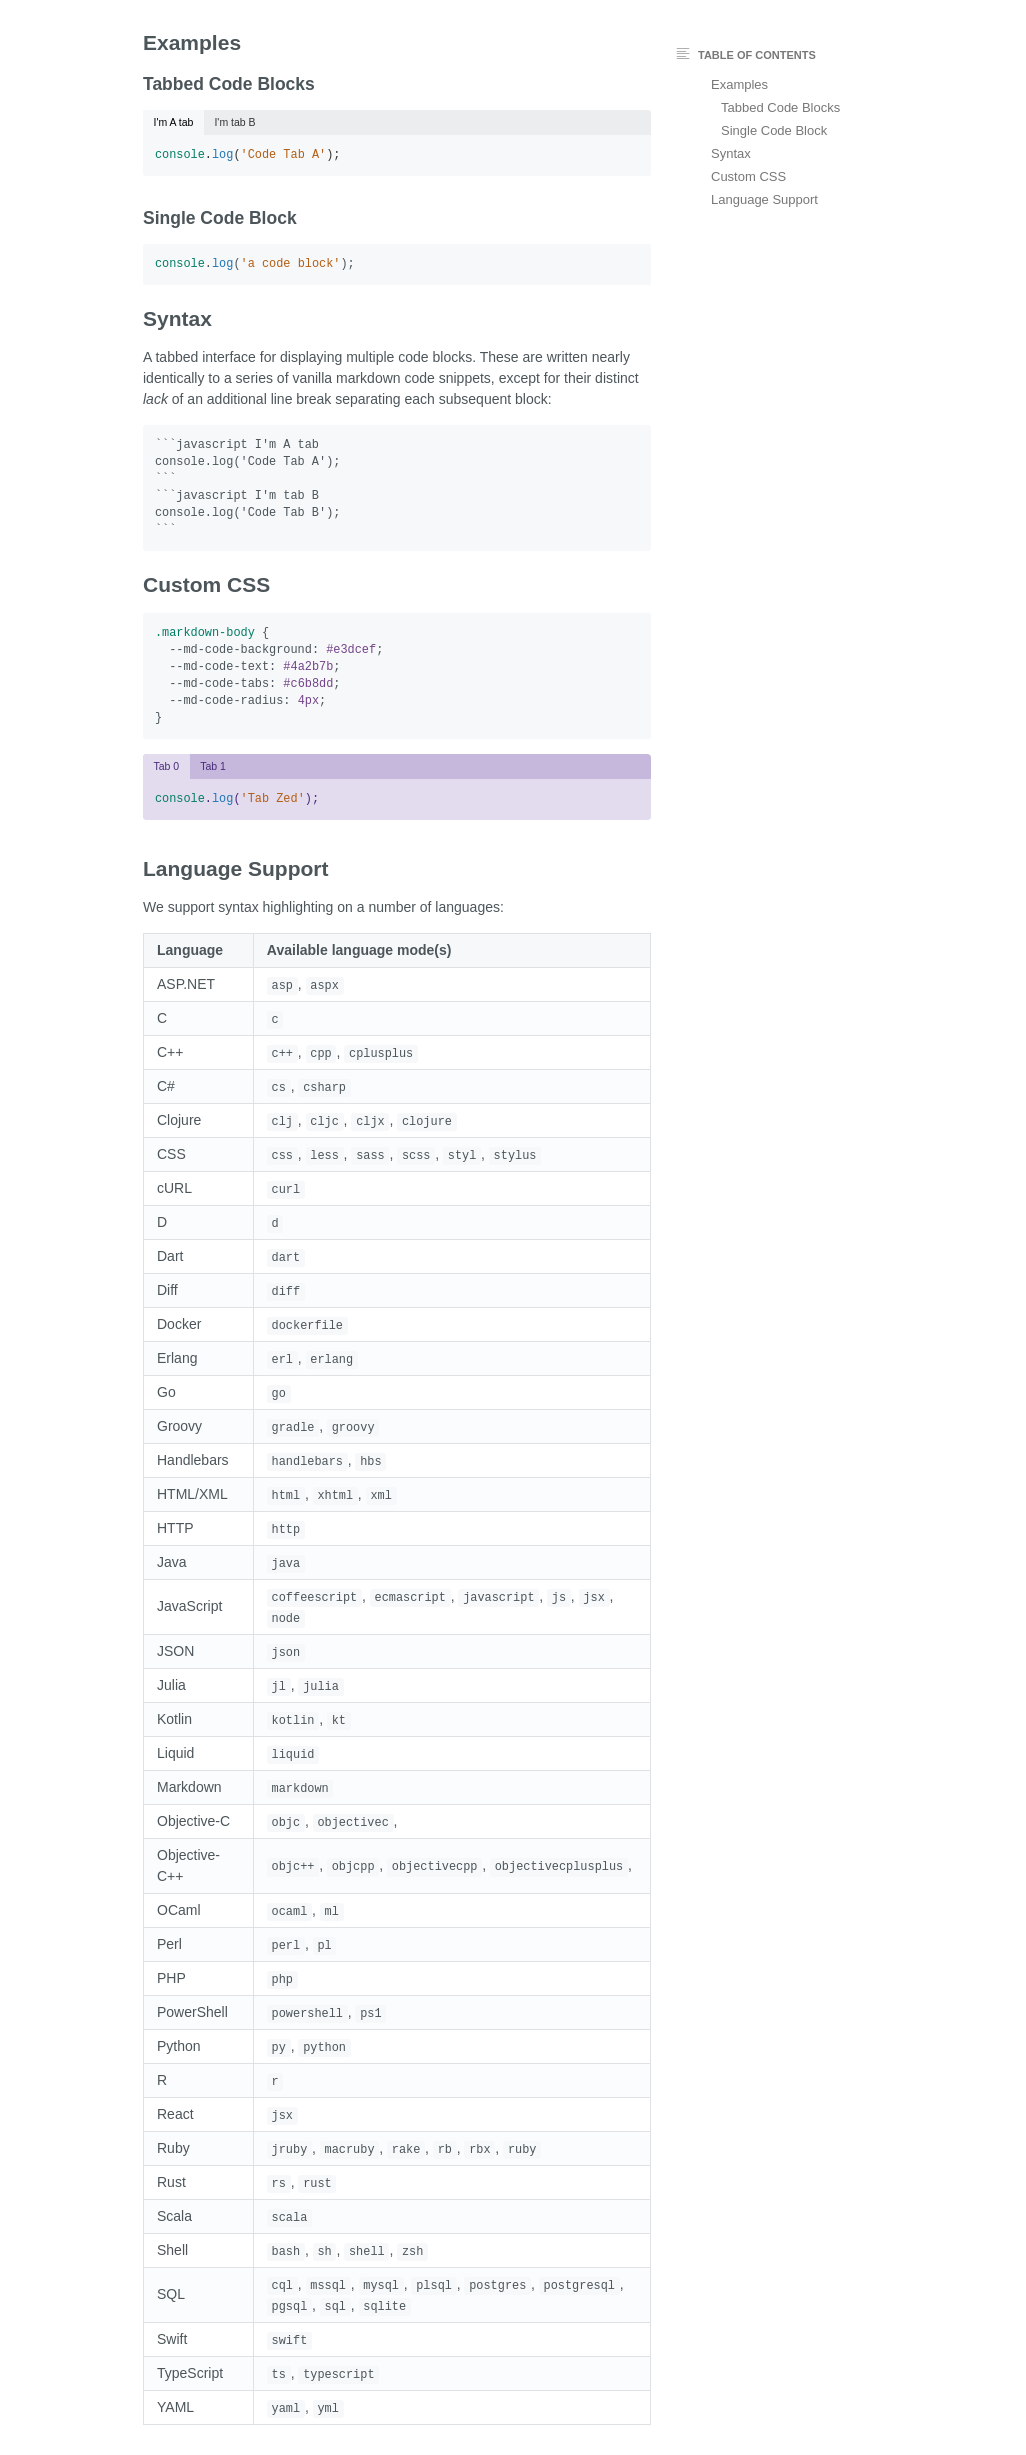 Examples
Tabbed Code Blocks
I'm A tab I'm tab B
console.log('Code Tab A');
Single Code Block
console.log('a code block');
Syntax
A tabbed interface for displaying multiple code blocks. These are written nearly
identically to a series of vanilla markdown code snippets, except for their distinct
lack of an additional line break separating each subsequent block:
```javascript I'm A tab
console.log('Code Tab A');
```
```javascript I'm tab B
console.log('Code Tab B');
```
Custom CSS
.markdown-body {
  --md-code-background: #e3dcef;
  --md-code-text: #4a2b7b;
  --md-code-tabs: #c6b8dd;
  --md-code-radius: 4px;
}
Tab 0 Tab 1
console.log('Tab Zed');
Language Support
We support syntax highlighting on a number of languages:
Language Available language mode(s)
ASP.NET asp, aspx
C c
C++ c++, cpp, cplusplus
C# cs, csharp
Clojure clj, cljc, cljx, clojure
CSS css, less, sass, scss, styl, stylus
cURL curl
D d
Dart dart
Diff diff
Docker dockerfile
Erlang erl, erlang
Go go
Groovy gradle, groovy
Handlebars handlebars, hbs
HTML/XML html, xhtml, xml
HTTP http
Java java
JavaScript coffeescript, ecmascript, javascript, js, jsx,
node
JSON json
Julia jl, julia
Kotlin kotlin, kt
Liquid liquid
Markdown markdown
Objective-C objc, objectivec,
Objective-
C++ objc++, objcpp, objectivecpp, objectivecplusplus,
OCaml ocaml, ml
Perl perl, pl
PHP php
PowerShell powershell, ps1
Python py, python
R r
React jsx
Ruby jruby, macruby, rake, rb, rbx, ruby
Rust rs, rust
Scala scala
Shell bash, sh, shell, zsh
SQL cql, mssql, mysql, plsql, postgres, postgresql,
pgsql, sql, sqlite
Swift swift
TypeScript ts, typescript
YAML yaml, yml
TABLE OF CONTENTS
Examples
Tabbed Code Blocks
Single Code Block
Syntax
Custom CSS
Language Support